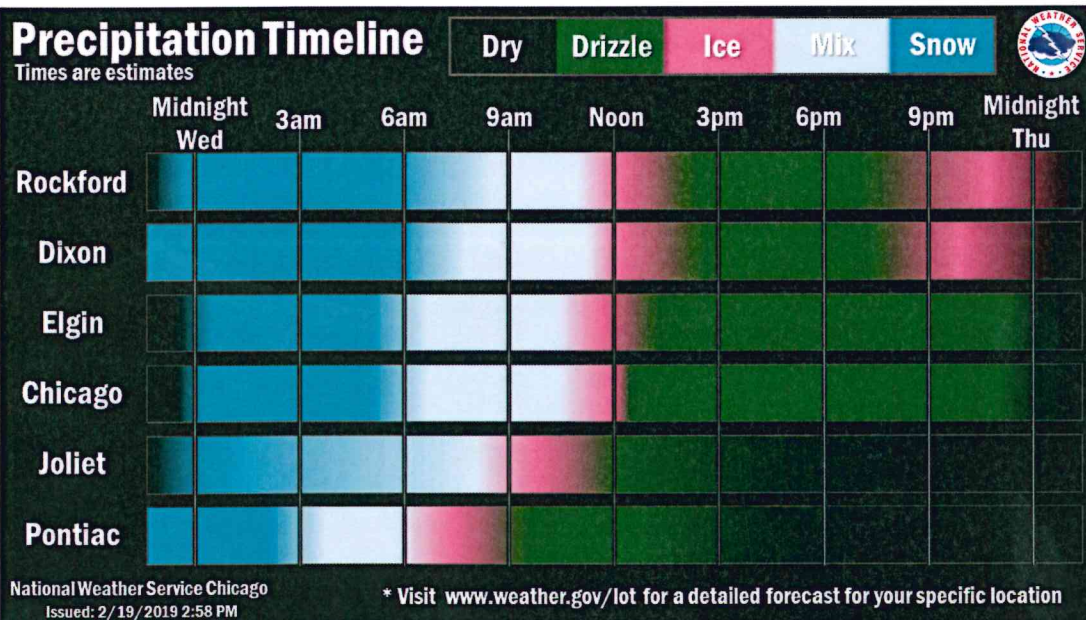 Precipitation Timeline
Times are estimates
Dry Drizzle Ice Mix Snow
NATIONAL WEATHER SERVICE
Midnight Wed 3am 6am 9am Noon 3pm 6pm 9pm Midnight Thu
Rockford
Dixon
Elgin
Chicago
Joliet
Pontiac
National Weather Service Chicago
Issued: 2/19/2019 2:58 PM
* Visit www.weather.gov/lot for a detailed forecast for your specific location